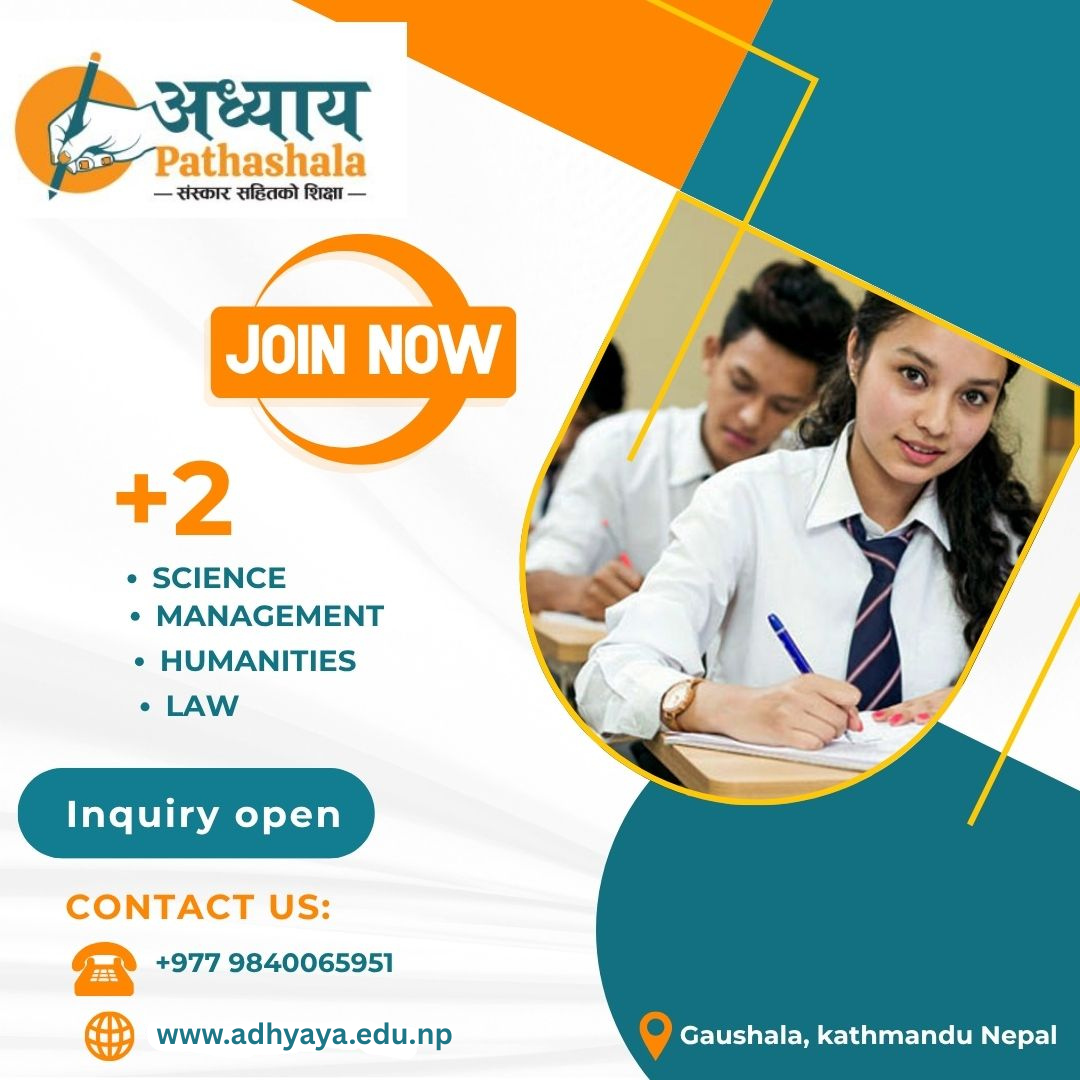 अध्याय
Pathashala
— संस्कार सहितको शिक्षा —
JOIN NOW
+2
• SCIENCE
• MANAGEMENT
• HUMANITIES
• LAW
Inquiry open
CONTACT US:
+977 9840065951
www.adhyaya.edu.np
Gaushala, kathmandu Nepal